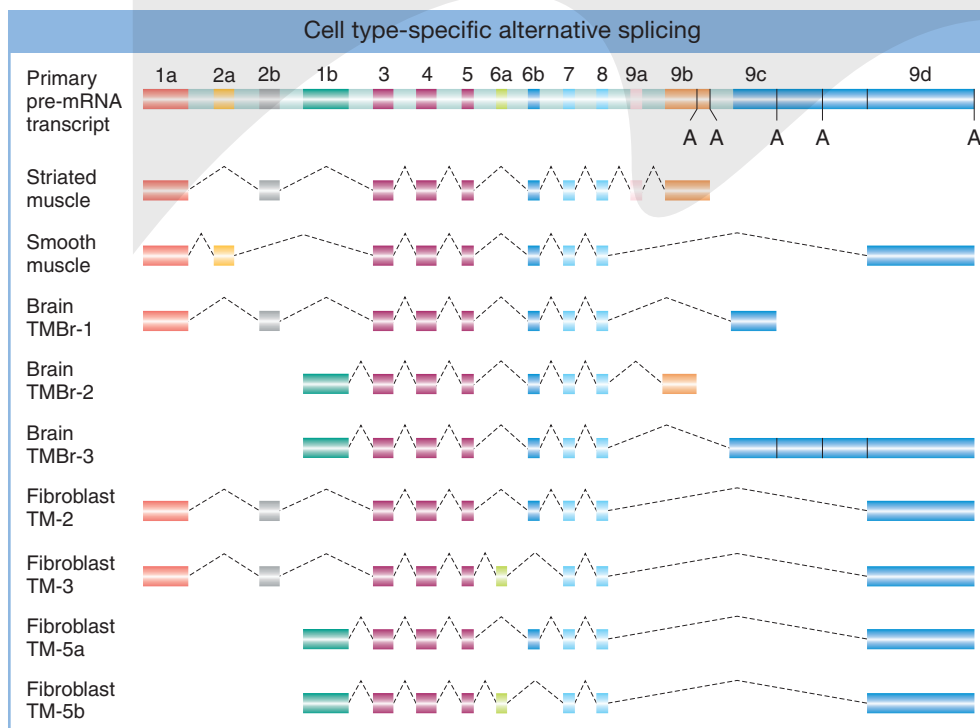 Cell type-specific alternative splicing
Primary
pre-mRNA
transcript
1a 2a 2b 1b 3 4 5 6a 6b 7 8 9a 9b 9c 9d
A A A A A
Striated
muscle
Smooth
muscle
Brain
TMBr-1
Brain
TMBr-2
Brain
TMBr-3
Fibroblast
TM-2
Fibroblast
TM-3
Fibroblast
TM-5a
Fibroblast
TM-5b